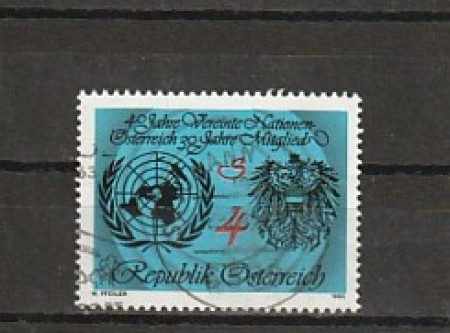 40 Jahre Vereinte Nationen-
Österreich 30 Jahre Mitglied
S
4
Republik Österreich